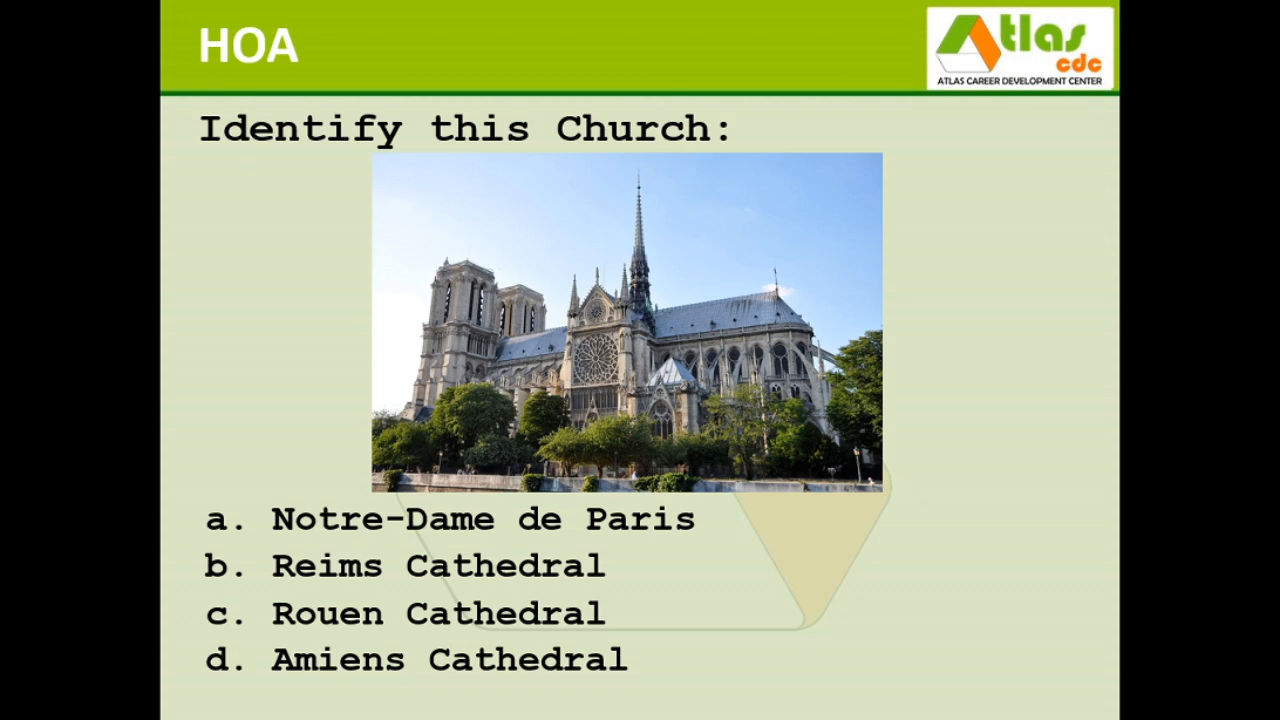 HOA
Atlas
cdc
ATLAS CAREER DEVELOPMENT CENTER
Identify this Church:
a. Notre-Dame de Paris
b. Reims Cathedral
c. Rouen Cathedral
d. Amiens Cathedral